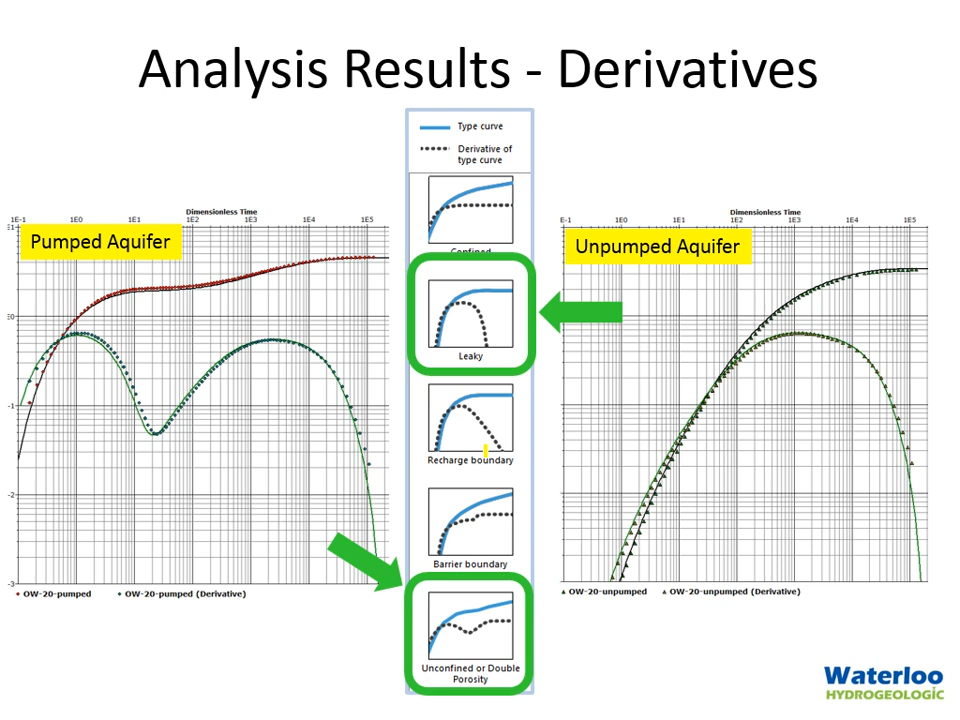 Analysis Results - Derivatives
Type curve
Derivative of
type curve
Confined
Leaky
Recharge boundary
Barrier boundary
Unconfined or Double
Porosity
Dimensionless Time
1E-1 1E0 1E1 1E2 1E3 1E4 1E5
Pumped Aquifer
OW-20-pumped OW-20-pumped (Derivative)
Dimensionless Time
E-1 1E0 1E1 1E2 1E3 1E4 1E5
Unpumped Aquifer
OW-20-unpumped OW-20-unpumped (Derivative)
Waterloo
HYDROGEOLOGIC